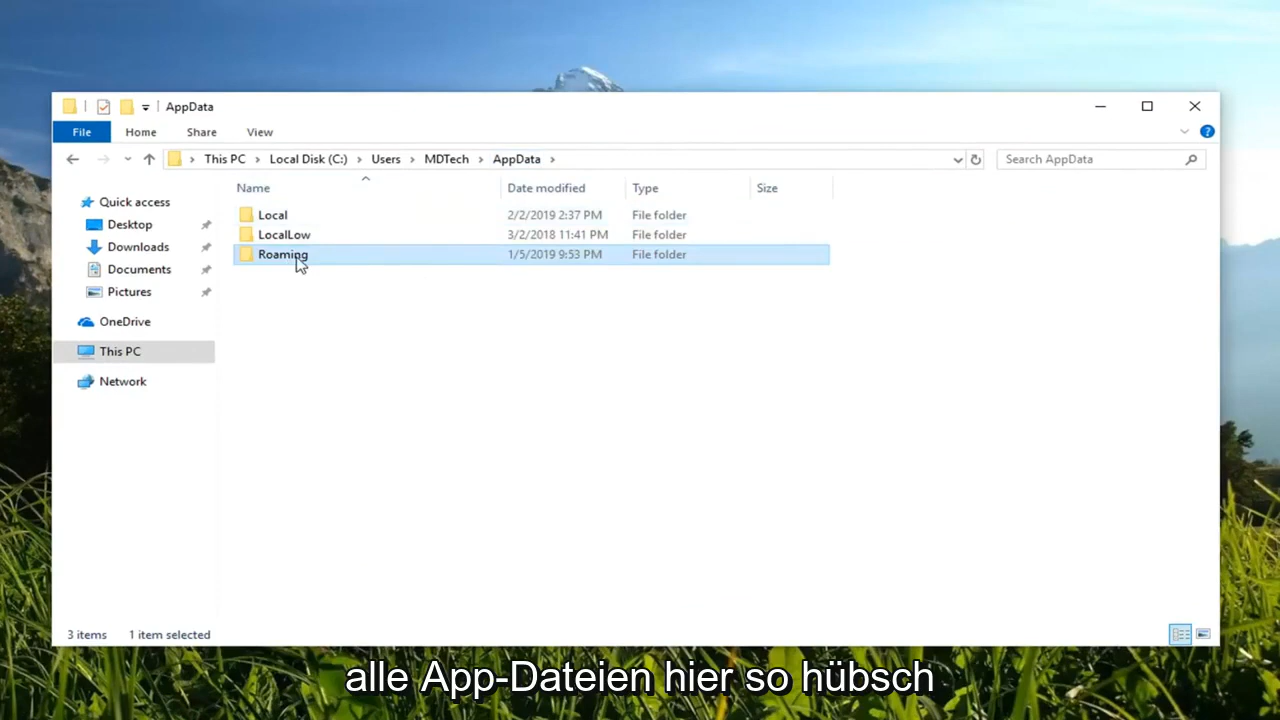 AppData
File Home Share View
This PC Local Disk (C:) Users MDTech AppData
Search AppData
Name Date modified Type Size
Quick access
Desktop
Downloads
Documents
Pictures
OneDrive
This PC
Network
Local 2/2/2019 2:37 PM File folder
LocalLow 3/2/2018 11:41 PM File folder
Roaming 1/5/2019 9:53 PM File folder
3 items 1 item selected
alle App-Dateien hier so hübsch